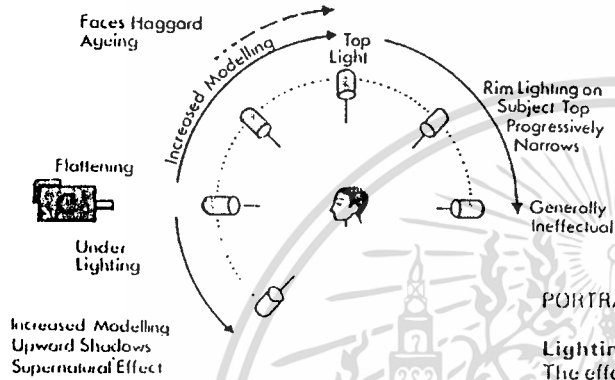 Faces Haggard
Ageing
Increased Modelling
Top
Light
Rim Lighting on
Subject Top
Progressively
Narrows
Flattening
Generally
Ineffectual
Under
Lighting
Increased Modelling
Upward Shadows
Supernatural Effect
PORTRA
Lightin
The effe